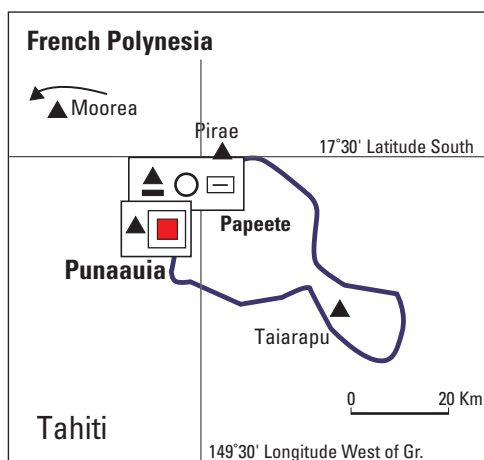 French Polynesia
Moorea
Pirae
17°30' Latitude South
Papeete
Punaauia
Taiarapu
0 20 Km
Tahiti
149°30' Longitude West of Gr.